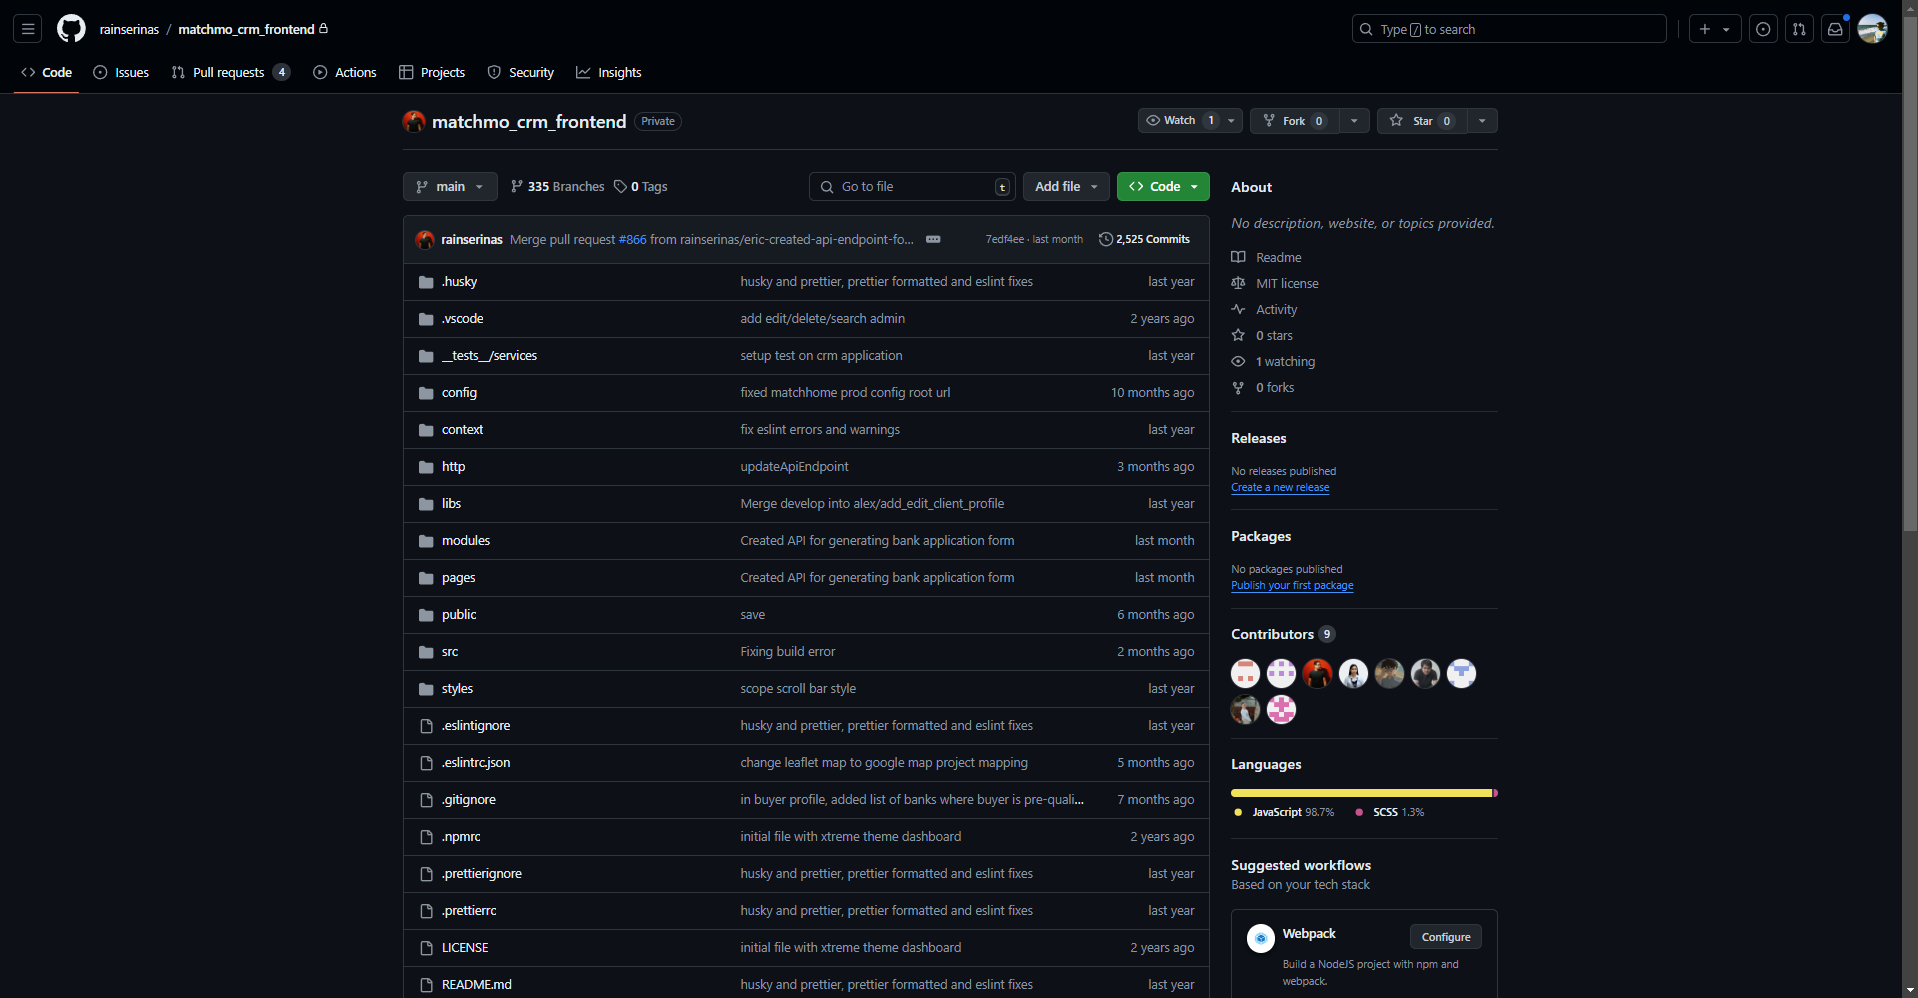 rainserinas / matchmo_crm_frontend
Type / to search
Code
Issues
Pull requests 4
Actions
Projects
Security
Insights
matchmo_crm_frontend Private
Watch 1
Fork 0
Star 0
main
335 Branches
0 Tags
Go to file t
Add file
Code
rainserinas Merge pull request #866 from rainserinas/eric-created-api-endpoint-fo... 7edf4ee · last month 2,525 Commits
.husky husky and prettier, prettier formatted and eslint fixes last year
.vscode add edit/delete/search admin 2 years ago
__tests__/services setup test on crm application last year
config fixed matchhome prod config root url 10 months ago
context fix eslint errors and warnings last year
http updateApiEndpoint 3 months ago
libs Merge develop into alex/add_edit_client_profile last year
modules Created API for generating bank application form last month
pages Created API for generating bank application form last month
public save 6 months ago
src Fixing build error 2 months ago
styles scope scroll bar style last year
.eslintignore husky and prettier, prettier formatted and eslint fixes last year
.eslintrc.json change leaflet map to google map project mapping 5 months ago
.gitignore in buyer profile, added list of banks where buyer is pre-quali... 7 months ago
.npmrc initial file with xtreme theme dashboard 2 years ago
.prettierignore husky and prettier, prettier formatted and eslint fixes last year
.prettierrc husky and prettier, prettier formatted and eslint fixes last year
LICENSE initial file with xtreme theme dashboard 2 years ago
README.md husky and prettier, prettier formatted and eslint fixes last year
About
No description, website, or topics provided.
Readme
MIT license
Activity
0 stars
1 watching
0 forks
Releases
No releases published
Create a new release
Packages
No packages published
Publish your first package
Contributors 9
Languages
JavaScript 98.7% SCSS 1.3%
Suggested workflows
Based on your tech stack
Webpack
Configure
Build a NodeJS project with npm and
webpack.